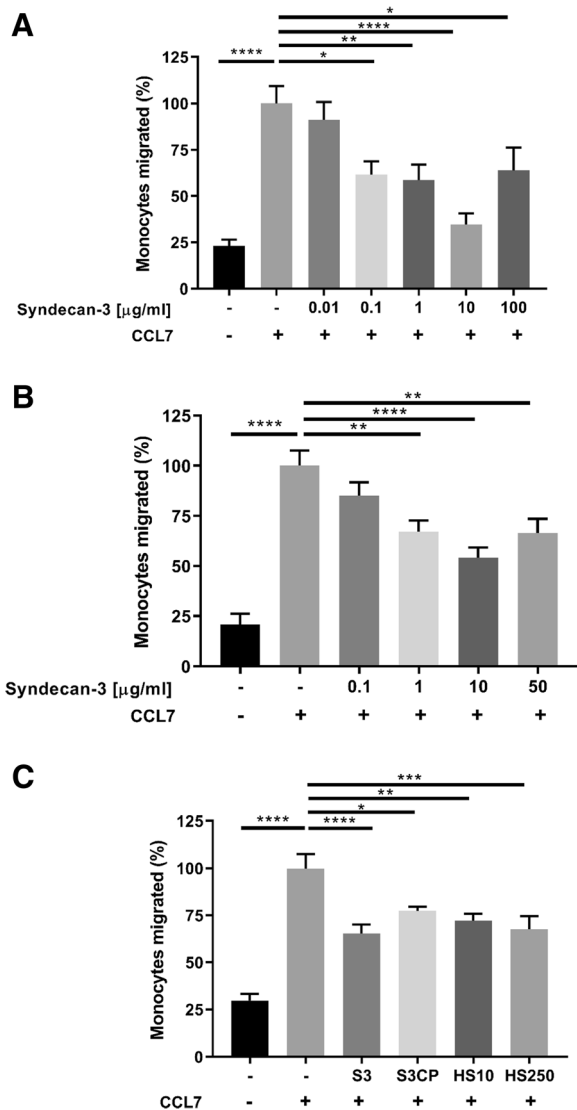 A
*
****
**
**** *
Monocytes migrated (%)
125
100
75
50
25
0
Syndecan-3 [μg/ml] - - 0.01 0.1 1 10 100
CCL7 - + + + + + +
B
**
****
**** **
Monocytes migrated (%)
125
100
75
50
25
0
Syndecan-3 [μg/ml] - - 0.1 1 10 50
CCL7 - + + + + +
C
***
**
*
**** ****
Monocytes migrated (%)
125
100
75
50
25
0
- - S3 S3CP HS10 HS250
CCL7 - + + + + +